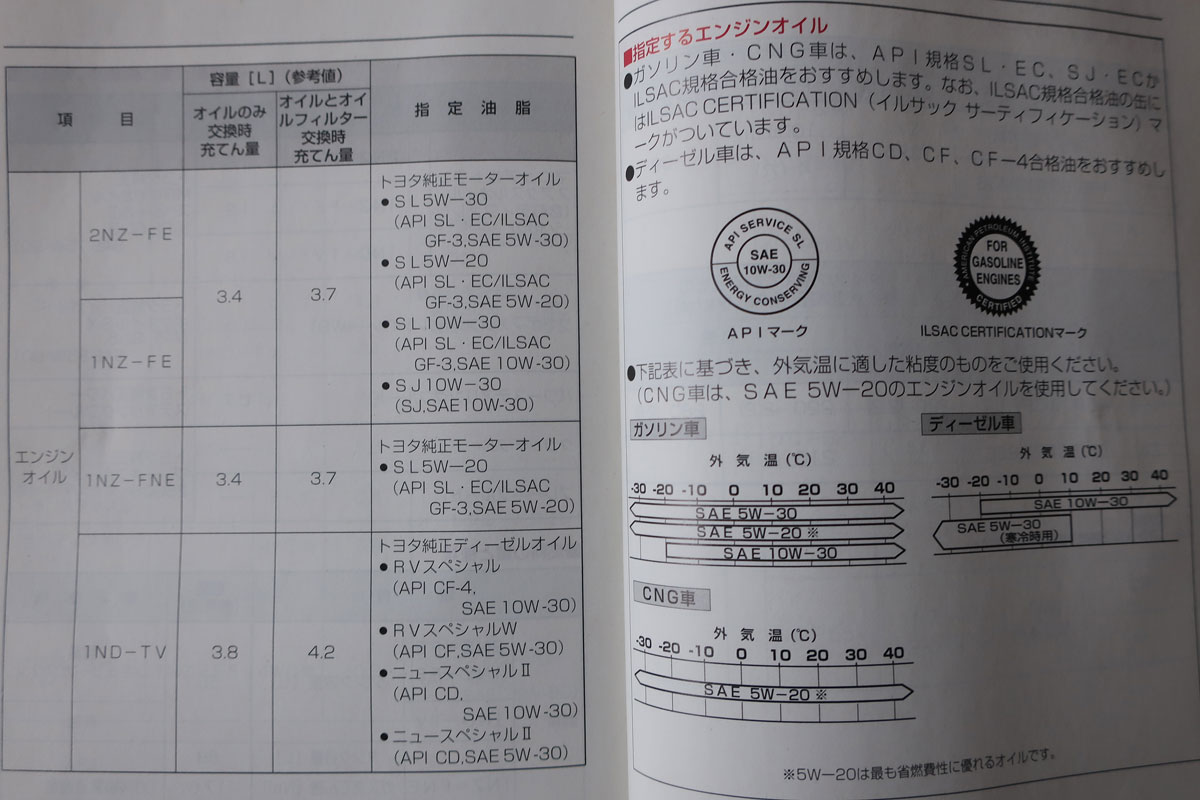 項目
容量［L］（参考値）
オイルのみ
交換時
充てん量
オイルとオイ
ルフィルター
交換時
充てん量
指定油脂
エンジン
オイル
2NZ－FE
1NZ－FE
3.4
3.7
トヨタ純正モーターオイル
●ＳＬ5W－30
（API SL・EC/ILSAC
GF-3,SAE 5W-30）
●ＳＬ5W－20
（API SL・EC/ILSAC
GF-3,SAE 5W-20）
●ＳＬ10W－30
（API SL・EC/ILSAC
GF-3,SAE 10W-30）
●ＳＪ10W－30
（SJ,SAE10W-30）
1NZ－FNE
3.4
3.7
トヨタ純正モーターオイル
●ＳＬ5W－20
（API SL・EC/ILSAC
GF-3,SAE 5W-20）
1ND－TV
3.8
4.2
トヨタ純正ディーゼルオイル
●ＲＶスペシャル
（API CF-4,
SAE 10W-30）
●ＲＶスペシャルW
（API CF,SAE 5W-30）
●ニュースペシャルⅡ
（API CD,
SAE 10W-30）
●ニュースペシャルⅡ
（API CD,SAE 5W-30）
■指定するエンジンオイル
●ガソリン車・ＣＮＧ車は、ＡＰＩ規格ＳＬ・ＥＣ、ＳＪ・ＥＣか
ILSAC規格合格油をおすすめします。なお、ILSAC規格合格油の缶に
はILSAC CERTIFICATION（イルサック サーティフィケーション）マ
ークがついています。
●ディーゼル車は、ＡＰＩ規格CD、CF、CF－4合格油をおすすめし
ます。
API SERVICE SL
SAE
10W-30
ENERGY CONSERVING
ＡＰＩマーク
AMERICAN PETROLEUM INSTITUTE
FOR
GASOLINE
ENGINES
CERTIFIED
ILSAC CERTIFICATIONマーク
●下記表に基づき、外気温に適した粘度のものをご使用ください。
（ＣＮＧ車は、ＳＡＥ 5W－20のエンジンオイルを使用してください。）
ガソリン車
外気温（℃）
-30 -20 -10 0 10 20 30 40
SAE 5W－30
SAE 5W－20 ※
SAE 10W－30
ディーゼル車
外気温（℃）
-30 -20 -10 0 10 20 30 40
SAE 10W－30
SAE 5W－30
（寒冷時用）
ＣＮＧ車
外気温（℃）
-30 -20 -10 0 10 20 30 40
SAE 5W－20 ※
※5W－20は最も省燃費性に優れるオイルです。